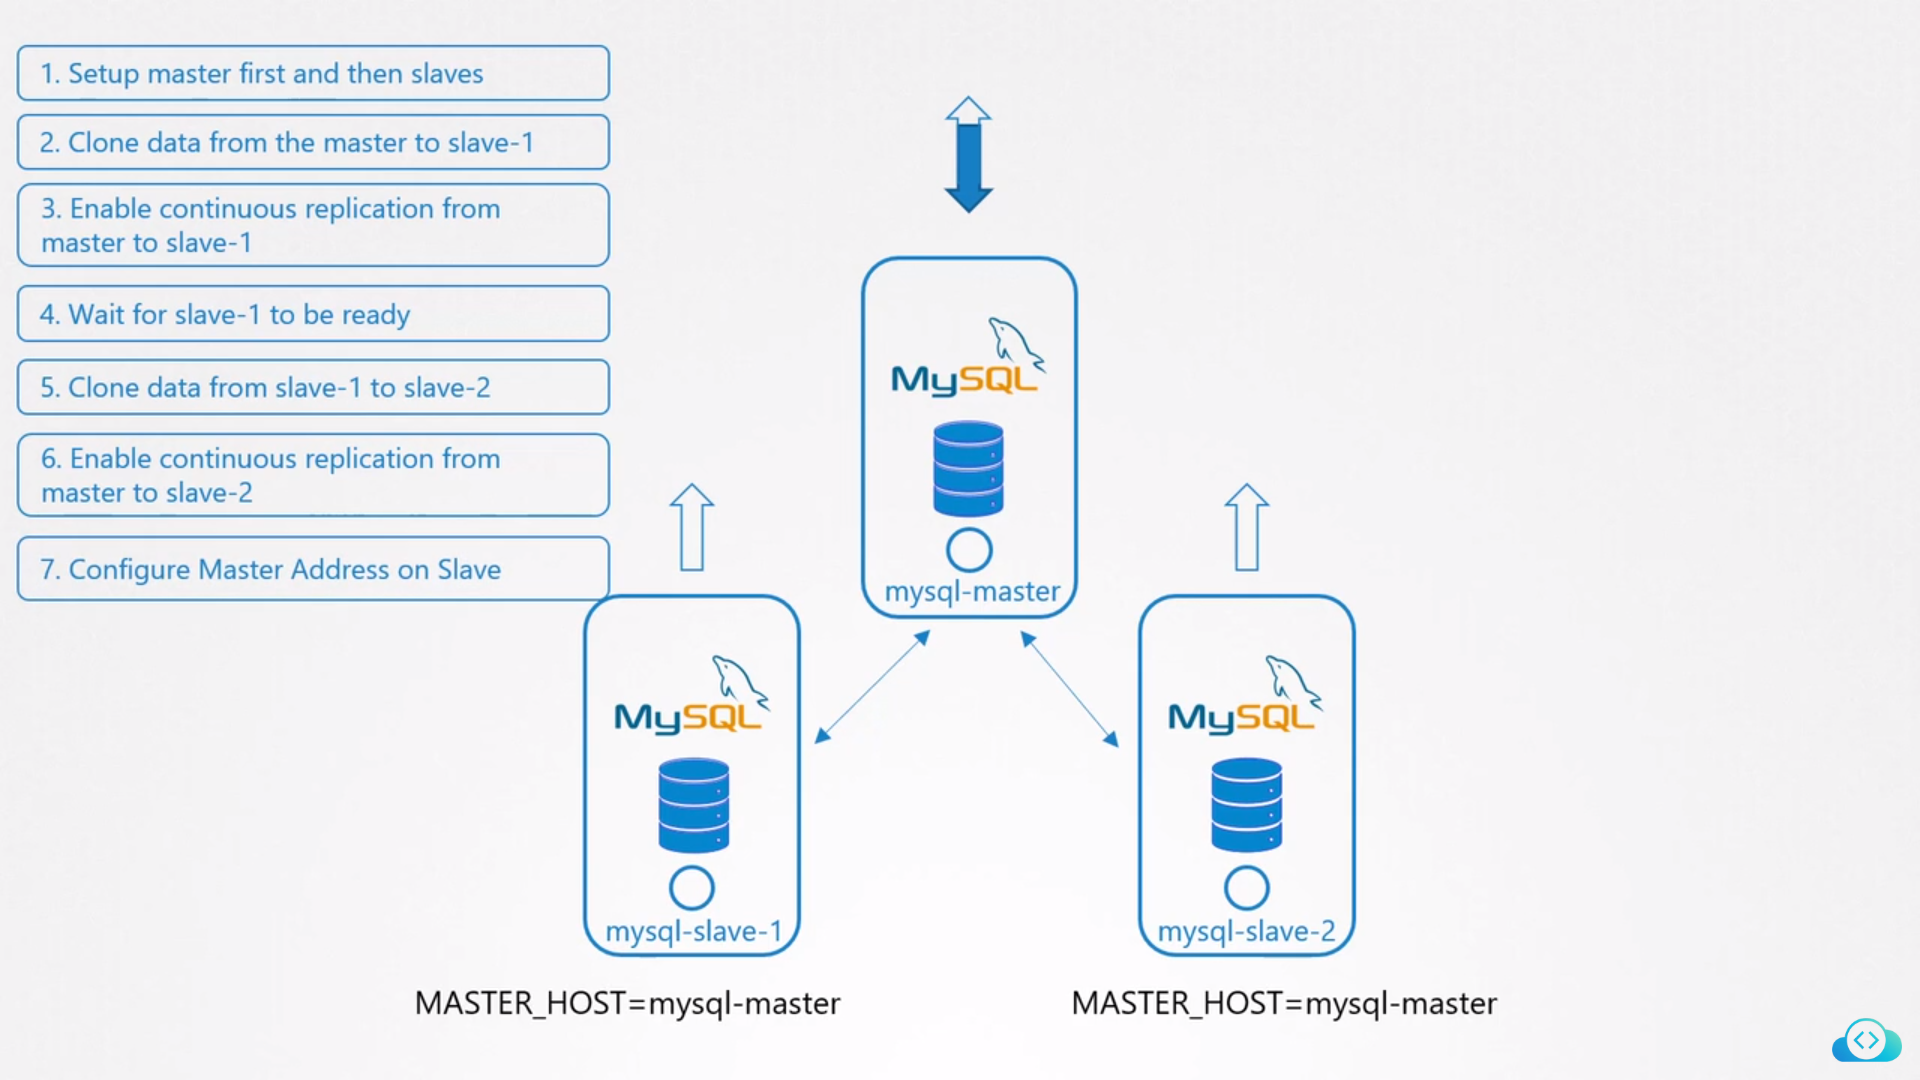 1. Setup master first and then slaves
2. Clone data from the master to slave-1
3. Enable continuous replication from
master to slave-1
4. Wait for slave-1 to be ready
5. Clone data from slave-1 to slave-2
6. Enable continuous replication from
master to slave-2
7. Configure Master Address on Slave
MySQL
mysql-master
MySQL
mysql-slave-1
MASTER_HOST=mysql-master
MySQL
mysql-slave-2
MASTER_HOST=mysql-master